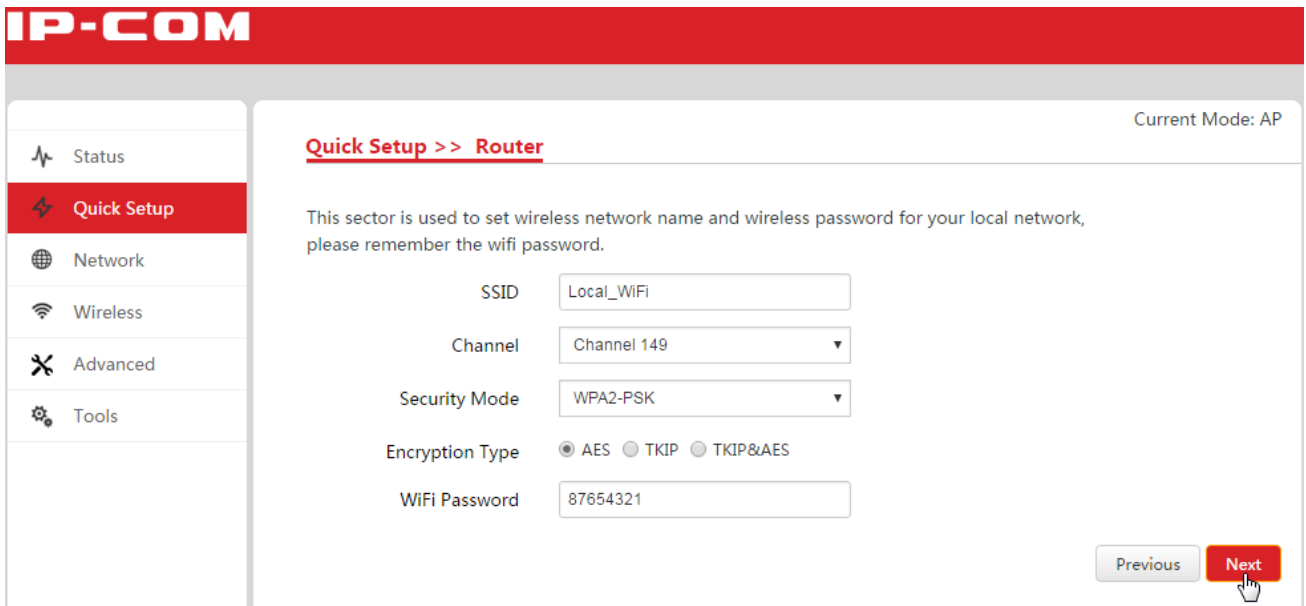 IP-COM
Current Mode: AP
Quick Setup >> Router
Status
Quick Setup
Network
Wireless
Advanced
Tools
This sector is used to set wireless network name and wireless password for your local network,
please remember the wifi password.
SSID Local_WiFi
Channel Channel 149
Security Mode WPA2-PSK
Encryption Type AES TKIP TKIP&AES
WiFi Password 87654321
Previous Next